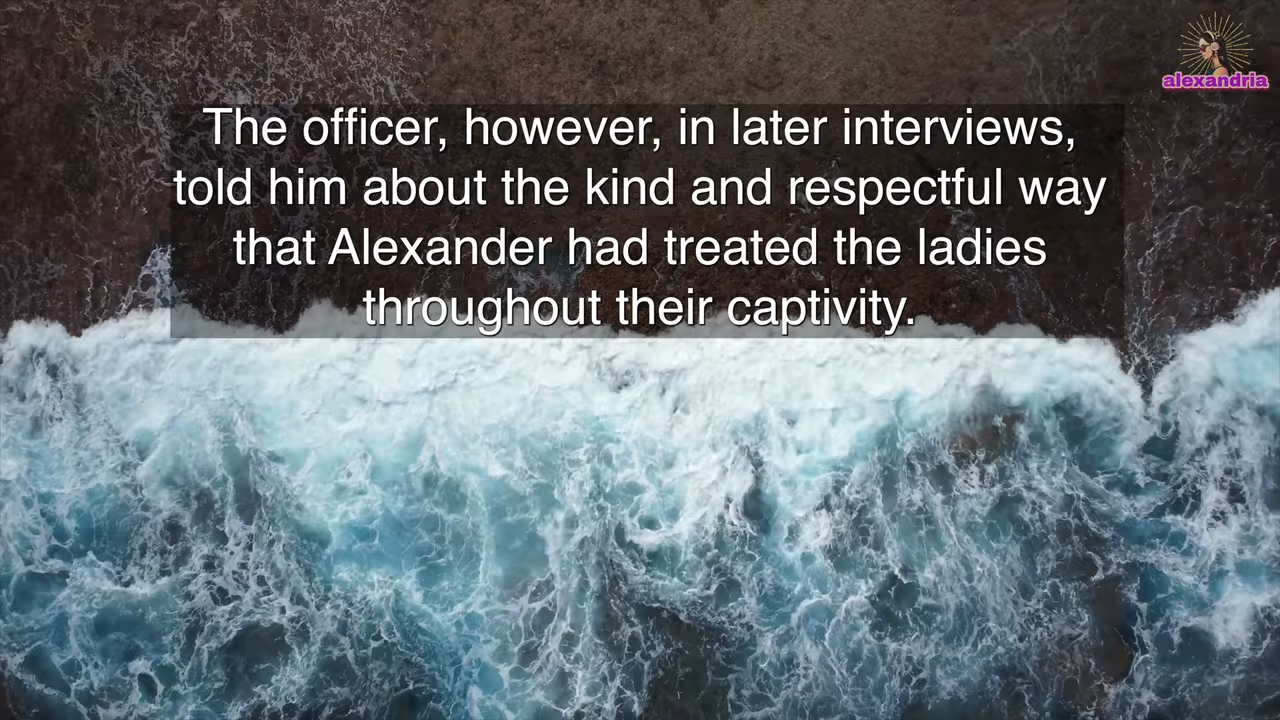 alexandria
The officer, however, in later interviews,
told him about the kind and respectful way
that Alexander had treated the ladies
throughout their captivity.